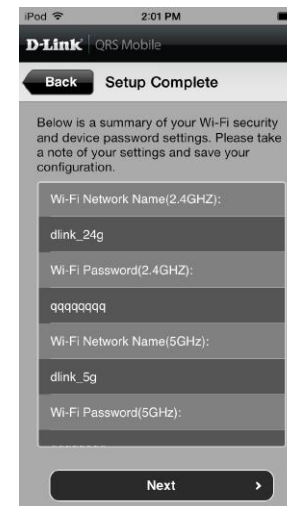 iPod 2:01 PM
D-Link QRS Mobile
Back Setup Complete
Below is a summary of your Wi-Fi security
and device password settings. Please take
a note of your settings and save your
configuration.
Wi-Fi Network Name(2.4GHZ):
dlink_24g
Wi-Fi Password(2.4GHZ):
qqqqqqqq
Wi-Fi Network Name(5GHz):
dlink_5g
Wi-Fi Password(5GHz):
Next